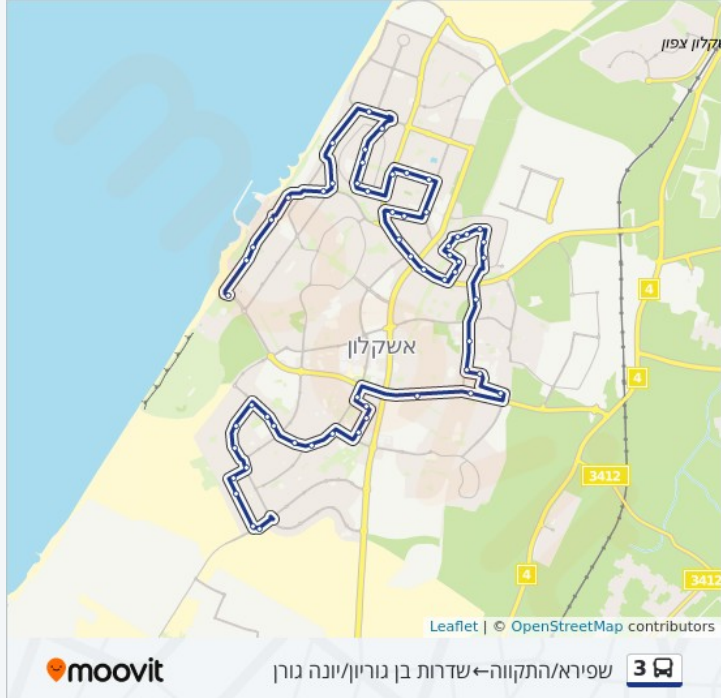 קלון צפון
4
אשקלון
4
3412
4
3412
Leaflet | © OpenStreetMap contributors
moovit
3 שפירא/התקווה←שדרות בן גוריון/יונה גורן